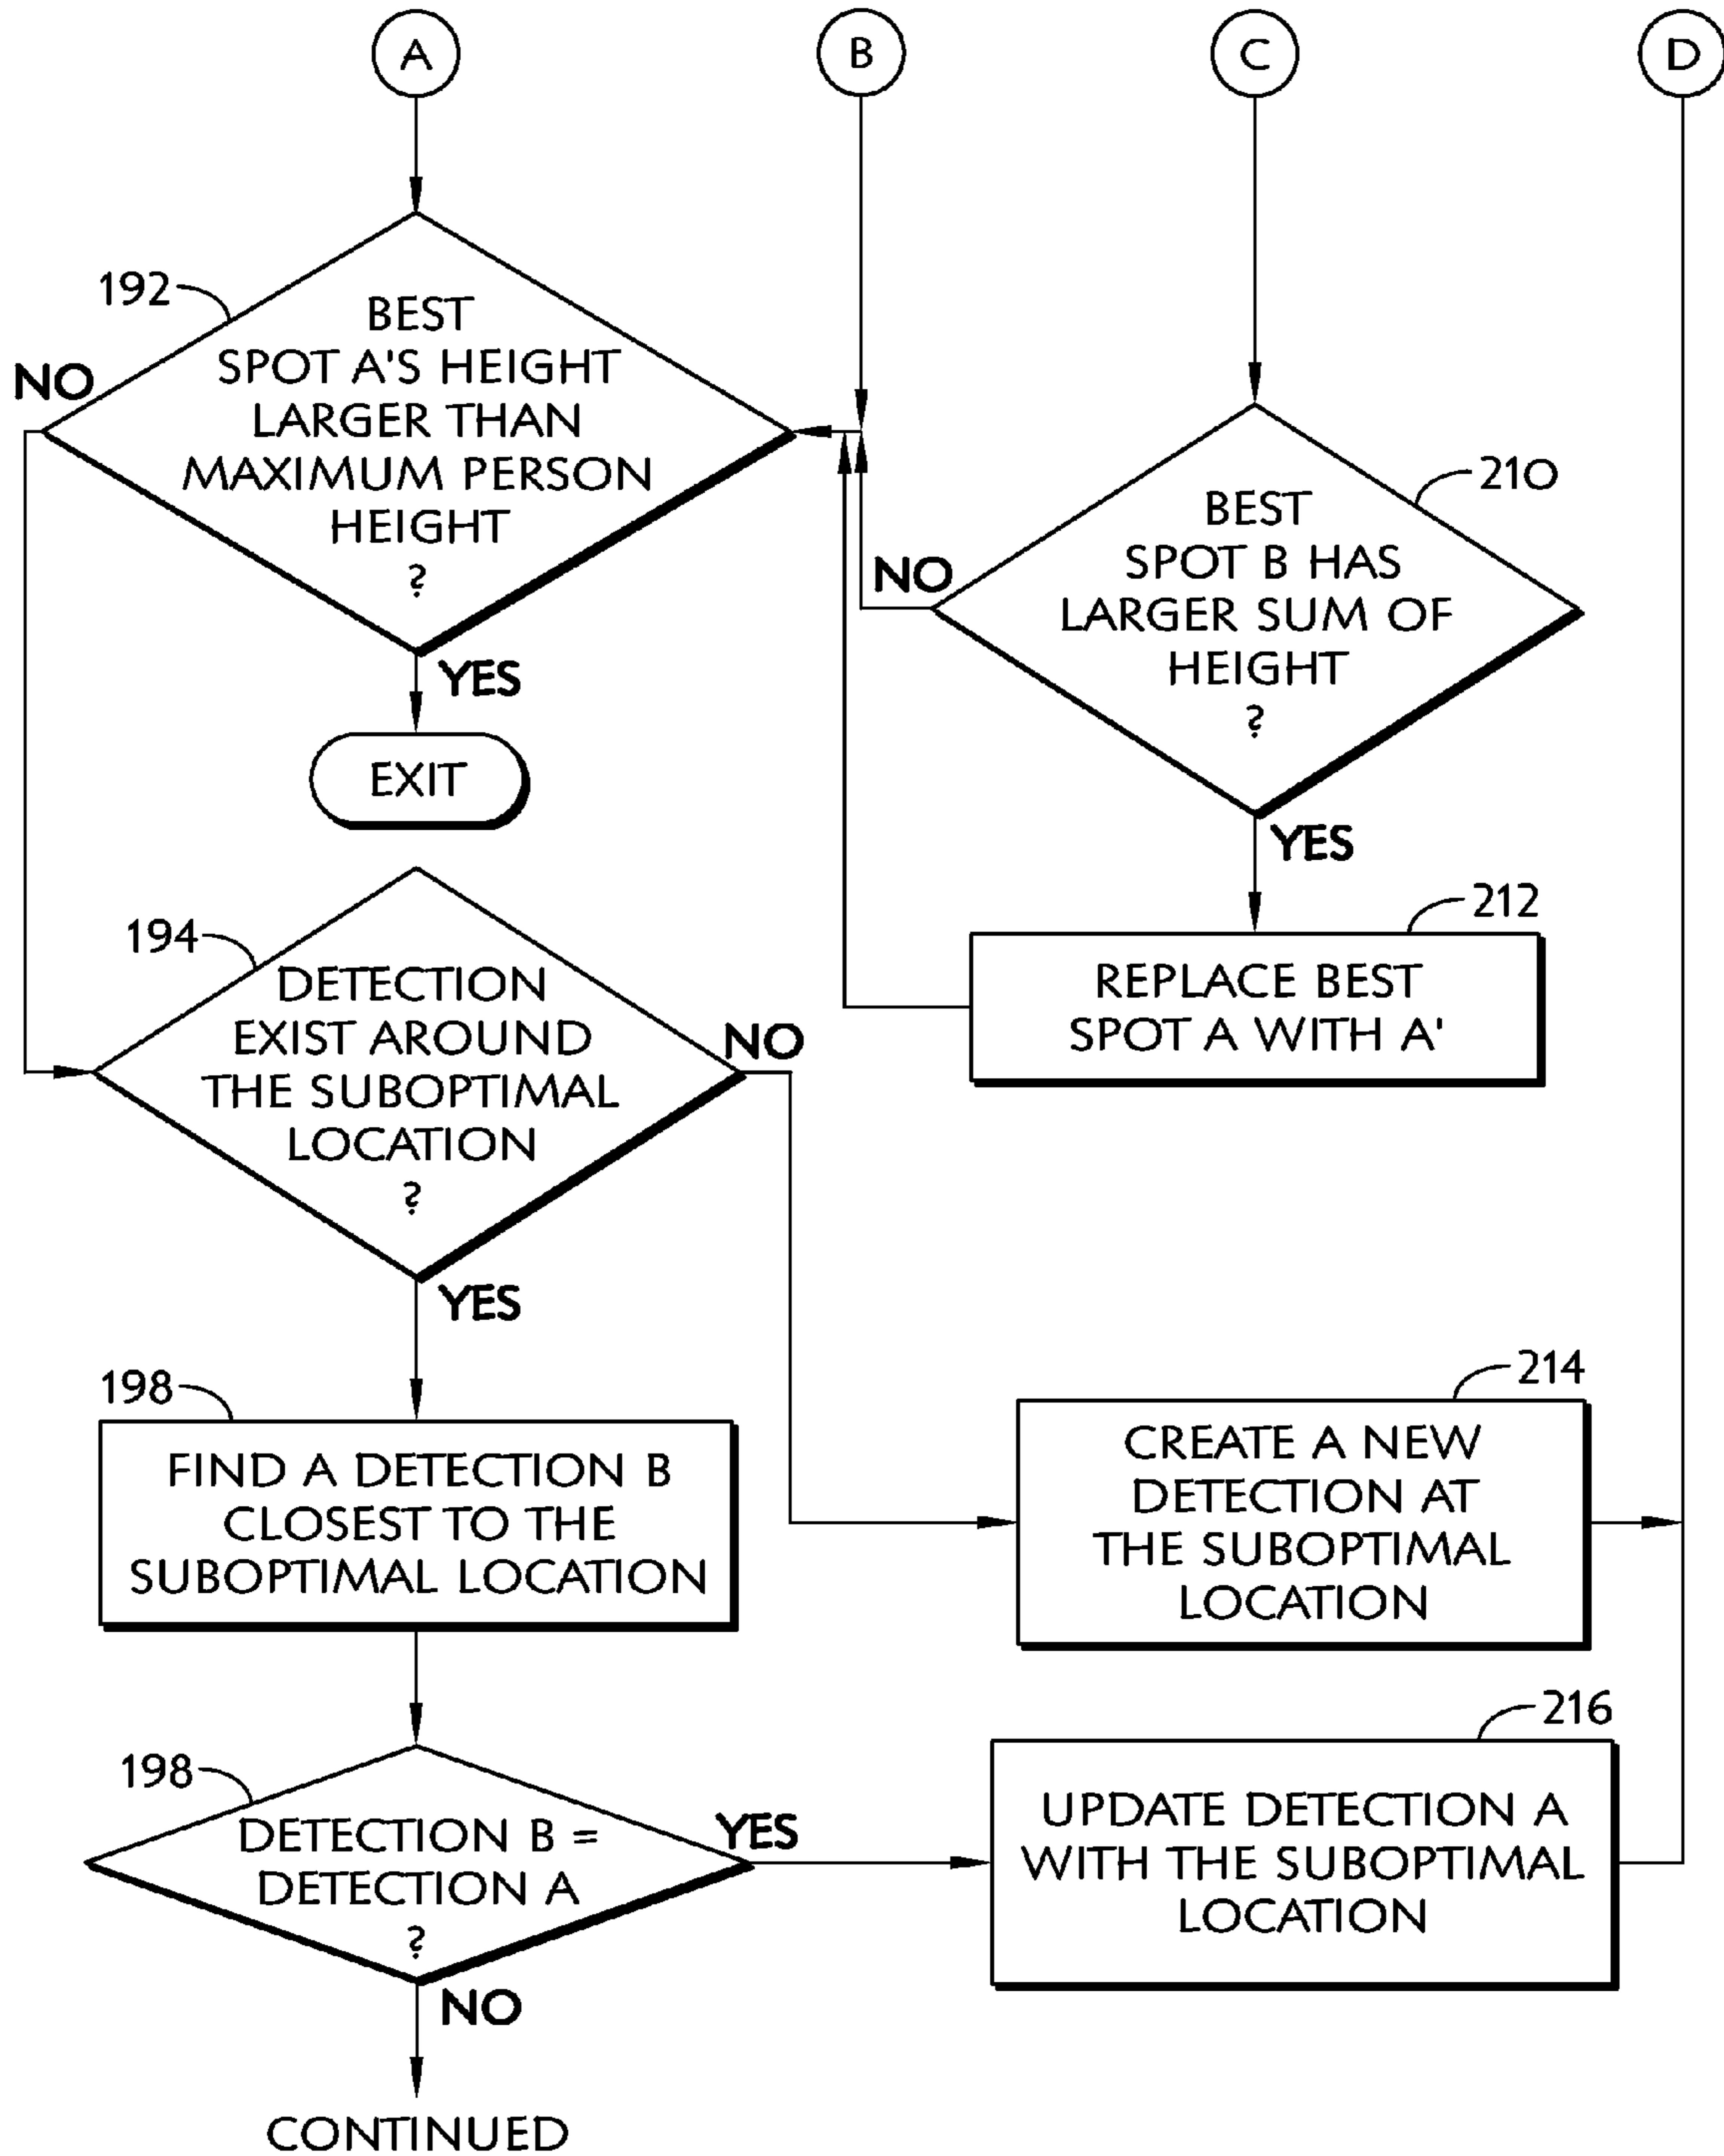 A
B
C
D
192
BEST
SPOT A'S HEIGHT
LARGER THAN
MAXIMUM PERSON
HEIGHT
?
NO
YES
EXIT
210
BEST
SPOT B HAS
LARGER SUM OF
HEIGHT
?
NO
YES
212
REPLACE BEST
SPOT A WITH A'
194
DETECTION
EXIST AROUND
THE SUBOPTIMAL
LOCATION
?
NO
YES
198
FIND A DETECTION B
CLOSEST TO THE
SUBOPTIMAL LOCATION
214
CREATE A NEW
DETECTION AT
THE SUBOPTIMAL
LOCATION
198
DETECTION B =
DETECTION A
?
YES
NO
216
UPDATE DETECTION A
WITH THE SUBOPTIMAL
LOCATION
CONTINUED